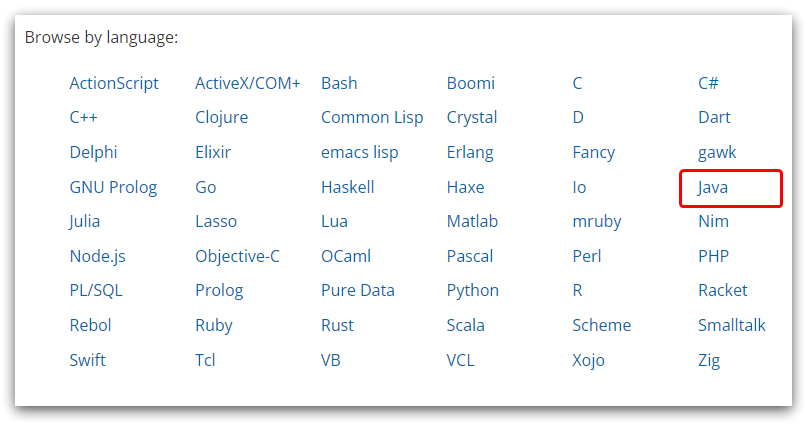 Browse by language:
ActionScript ActiveX/COM+ Bash Boomi C C#
C++ Clojure Common Lisp Crystal D Dart
Delphi Elixir emacs lisp Erlang Fancy gawk
GNU Prolog Go Haskell Haxe Io Java
Julia Lasso Lua Matlab mruby Nim
Node.js Objective-C OCaml Pascal Perl PHP
PL/SQL Prolog Pure Data Python R Racket
Rebol Ruby Rust Scala Scheme Smalltalk
Swift Tcl VB VCL Xojo Zig